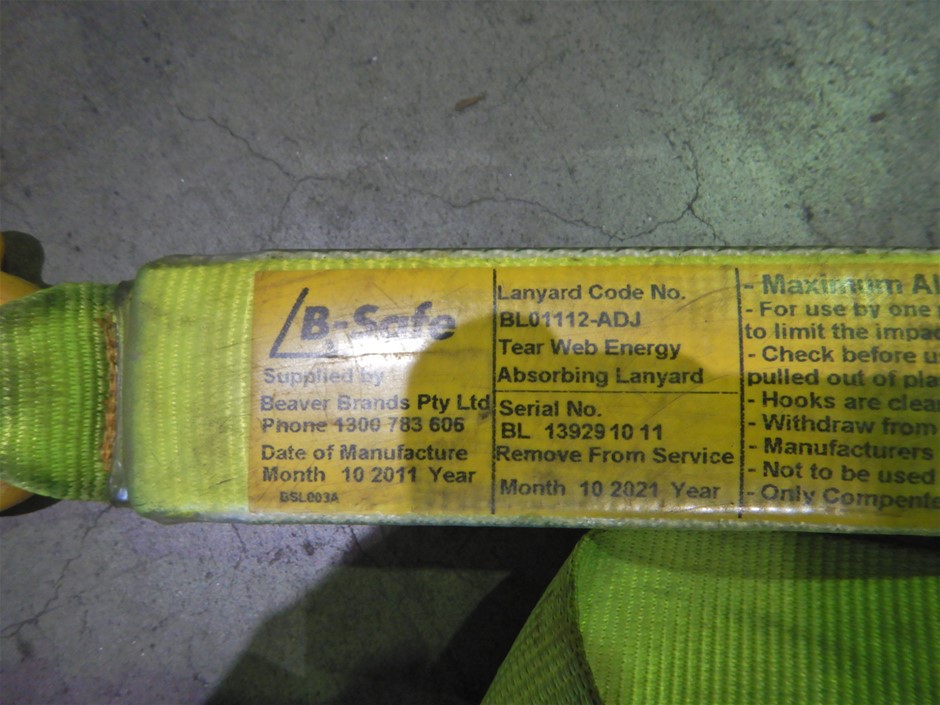 B-Safe
Supplied by
Beaver Brands Pty Ltd
Phone 1300 783 606
Date of Manufacture
Month 10 2011 Year
BSL003A
Lanyard Code No.
BL01112-ADJ
Tear Web Energy
Absorbing Lanyard
Serial No.
BL 13929 10 11
Remove From Service
Month 10 2021 Year
- Maximum Al
- For use by one
to limit the impac
- Check before u
pulled out of pla
- Hooks are clea
- Withdraw from
- Manufacturers
- Not to be used
- Only Compente